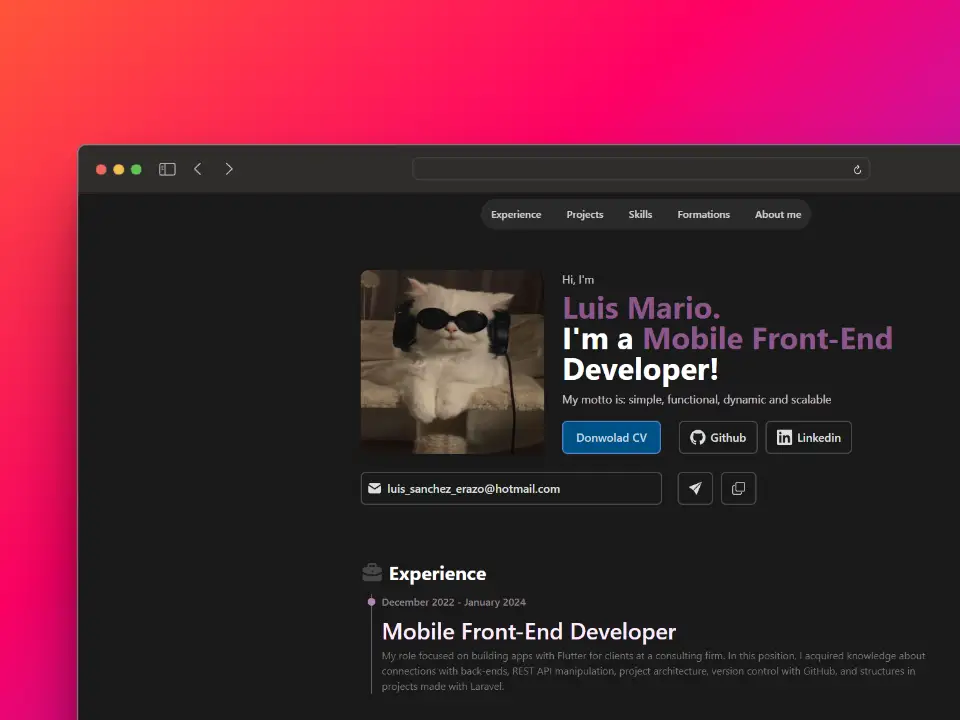 Experience Projects Skills Formations About me
Hi, I'm
Luis Mario.
I'm a Mobile Front-End
Developer!
My motto is: simple, functional, dynamic and scalable
Donwolad CV Github Linkedin
luis_sanchez_erazo@hotmail.com
Experience
December 2022 - January 2024
Mobile Front-End Developer
My role focused on building apps with Flutter for clients at a consulting firm. In this position, I acquired knowledge about
connections with back-ends, REST API manipulation, project architecture, version control with GitHub, and structures in
projects made with Laravel.